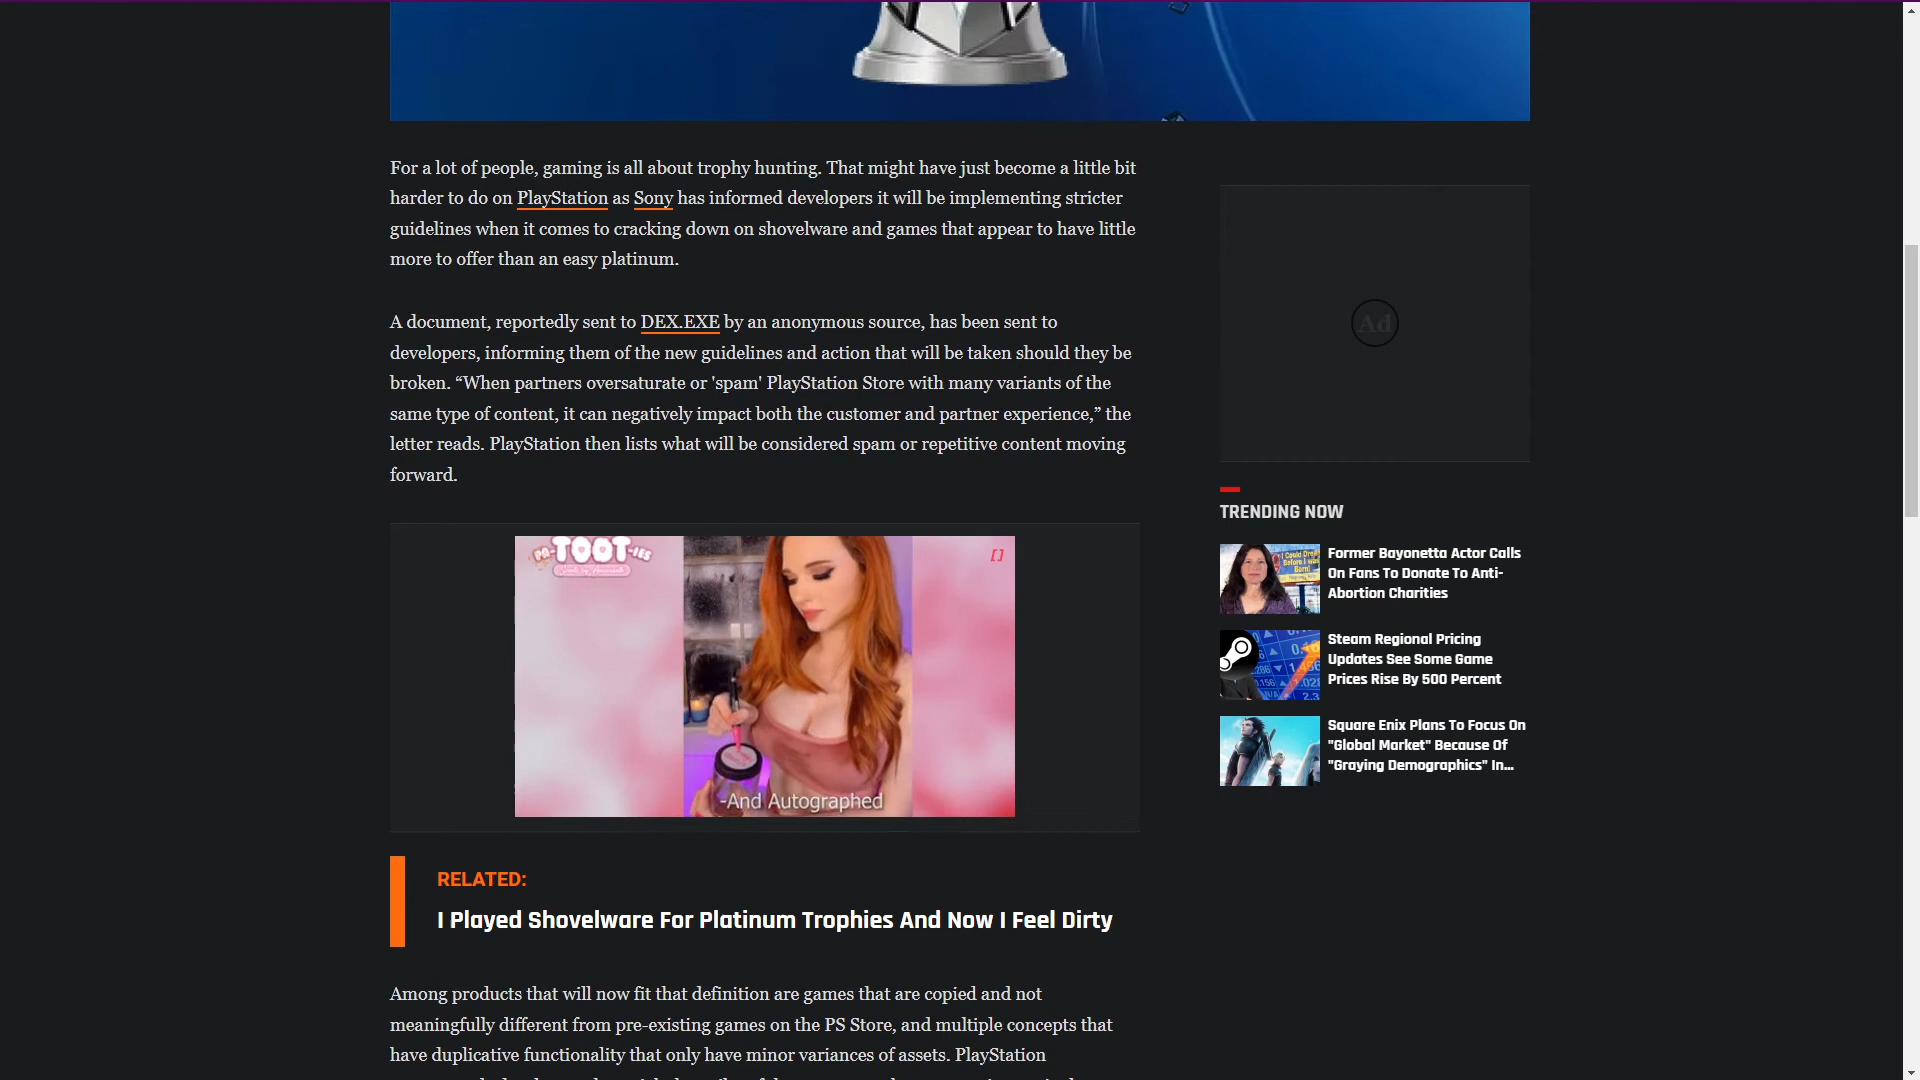 For a lot of people, gaming is all about trophy hunting. That might have just become a little bit
harder to do on PlayStation as Sony has informed developers it will be implementing stricter
guidelines when it comes to cracking down on shovelware and games that appear to have little
more to offer than an easy platinum.
A document, reportedly sent to DEX.EXE by an anonymous source, has been sent to
developers, informing them of the new guidelines and action that will be taken should they be
broken. “When partners oversaturate or 'spam' PlayStation Store with many variants of the
same type of content, it can negatively impact both the customer and partner experience,” the
letter reads. PlayStation then lists what will be considered spam or repetitive content moving
forward.
PA-TOOT-IES
[]
-And Autographed
RELATED:
I Played Shovelware For Platinum Trophies And Now I Feel Dirty
Among products that will now fit that definition are games that are copied and not
meaningfully different from pre-existing games on the PS Store, and multiple concepts that
have duplicative functionality that only have minor variances of assets. PlayStation
Ad
TRENDING NOW
Former Bayonetta Actor Calls
On Fans To Donate To Anti-
Abortion Charities
Steam Regional Pricing
Updates See Some Game
Prices Rise By 500 Percent
Square Enix Plans To Focus On
"Global Market" Because Of
"Graying Demographics" In...